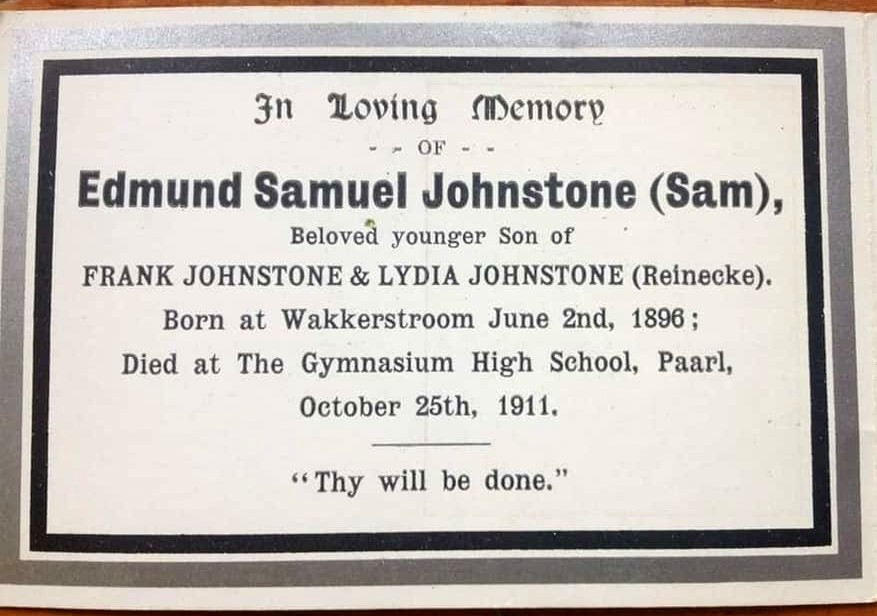 In Loving Memory
- - OF - -
Edmund Samuel Johnstone (Sam),
Beloved younger Son of
FRANK JOHNSTONE & LYDIA JOHNSTONE (Reinecke).
Born at Wakkerstroom June 2nd, 1896;
Died at The Gymnasium High School, Paarl,
October 25th, 1911.
"Thy will be done."